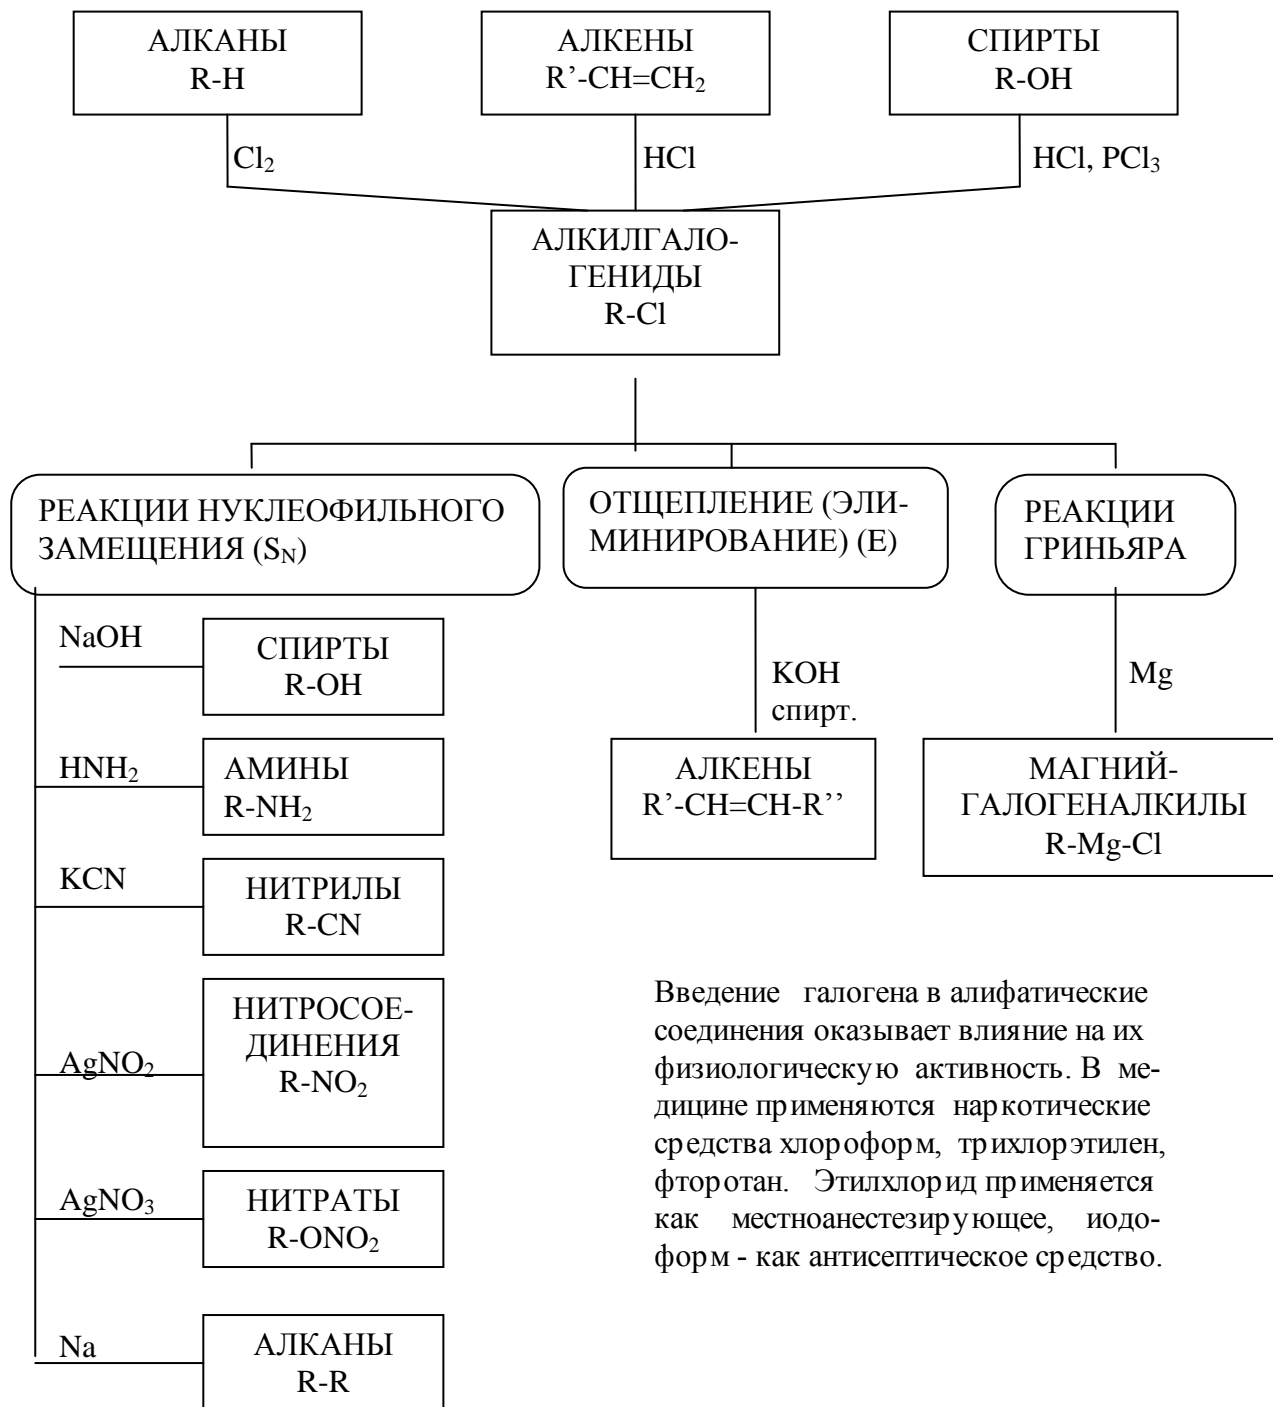 АЛКАНЫ
R-H
АЛКЕНЫ
R’-CH=CH₂
СПИРТЫ
R-OH
Cl₂
HCl
HCl, PCl₃
АЛКИЛГАЛО-
ГЕНИДЫ
R-Cl
РЕАКЦИИ НУКЛЕОФИЛЬНОГО
ЗАМЕЩЕНИЯ (S_N)
ОТЩЕПЛЕНИЕ (ЭЛИ-
МИНИРОВАНИЕ) (E)
РЕАКЦИИ
ГРИНЬЯРА
NaOH
СПИРТЫ
R-OH
HNH₂
АМИНЫ
R-NH₂
KCN
НИТРИЛЫ
R-CN
AgNO₂
НИТРОСОЕ-
ДИНЕНИЯ
R-NO₂
AgNO₃
НИТРАТЫ
R-ONO₂
Na
АЛКАНЫ
R-R
KOH
спирт.
АЛКЕНЫ
R’-CH=CH-R’’
Mg
МАГНИЙ-
ГАЛОГЕНАЛКИЛЫ
R-Mg-Cl
Введение галогена в алифатические
соединения оказывает влияние на их
физиологическую активность. В ме-
дицине применяются наркотические
средства хлороформ, трихлорэтилен,
фторотан. Этилхлорид применяется
как местноанестезирующее, иодо-
форм - как антисептическое средство.